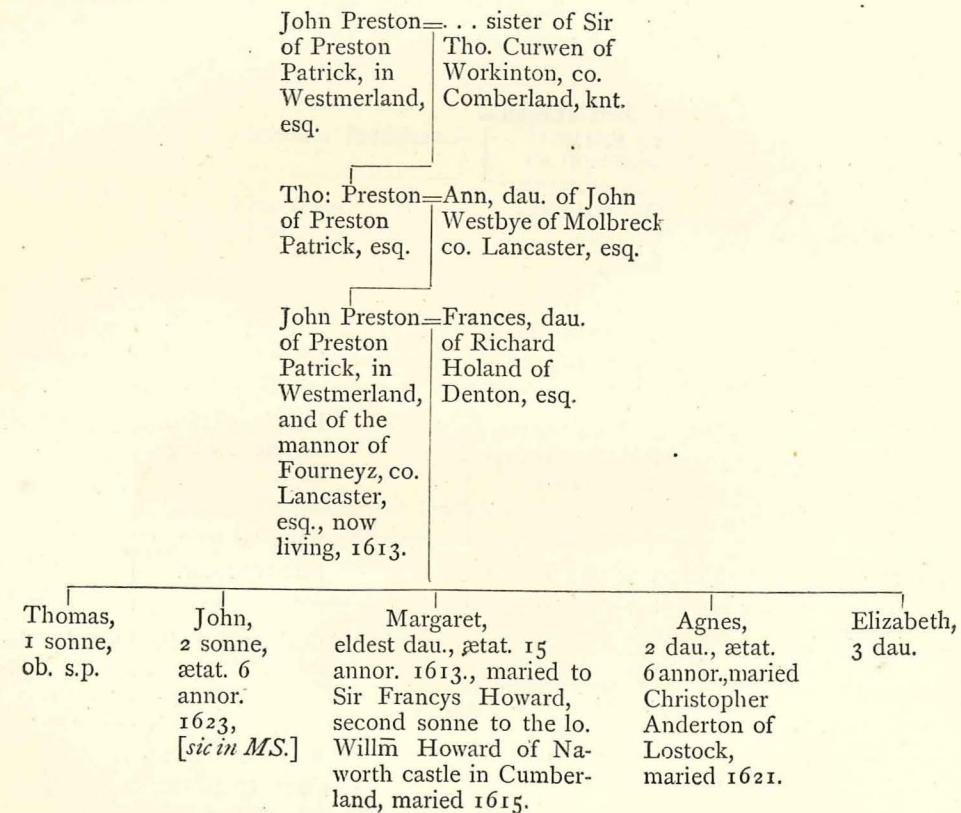 John Preston=. . . sister of Sir
of Preston Tho. Curwen of
Patrick, in Workinton, co.
Westmerland, Comberland, knt.
esq.
Tho: Preston=Ann, dau. of John
of Preston Westbye of Molbreck
Patrick, esq. co. Lancaster, esq.
John Preston=Frances, dau.
of Preston of Richard
Patrick, in Holand of
Westmerland, Denton, esq.
and of the
mannor of
Fourneyz, co.
Lancaster,
esq., now
living, 1613.
Thomas,
1 sonne,
ob. s.p.
John,
2 sonne,
ætat. 6
annor.
1623,
[sic in MS.]
Margaret,
eldest dau., ætat. 15
annor. 1613., maried to
Sir Francys Howard,
second sonne to the lo.
Willm̄ Howard of Na-
worth castle in Cumber-
land, maried 1615.
Agnes,
2 dau., ætat.
6 annor., maried
Christopher
Anderton of
Lostock,
maried 1621.
Elizabeth,
3 dau.